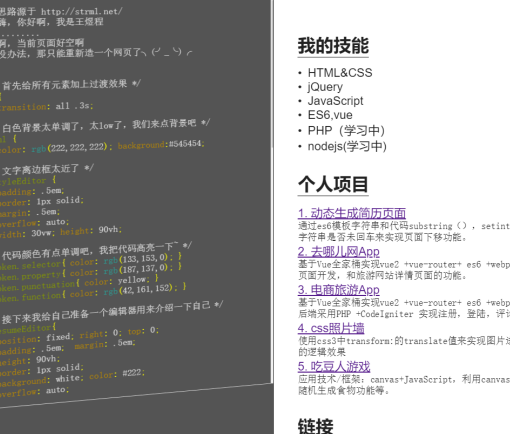 思路源于 http://strml.net/
嗨，你好啊，我是王煜程
..........
啊，当前页面好空啊
没办法，那只能重新造一个网页了╮(╯_╰)╭
首先给所有元素加上过渡效果 */
{
transition: all .3s;
白色背景太单调了，太low了，我们来点背景吧 */
ml {
color: rgb(222,222,222); background:#545454;
文字离边框太近了 */
tyleEditor {
padding: .5em;
border: 1px solid;
margin: .5em;
overflow: auto;
width: 30vw; height: 90vh;
代码颜色有点单调吧，我把代码高亮一下~ */
oken.selector{ color: rgb(133,153,0); }
oken.property{ color: rgb(187,137,0); }
oken.punctuation{ color: yellow; }
oken.function{ color: rgb(42,161,152); }
接下来我给自己准备一个编辑器用来介绍一下自己 */
esumeEditor{
position: fixed; right: 0; top: 0;
padding: .5em; margin: .5em;
height: 90vh;
border: 1px solid;
background: white; color: #222;
overflow: auto;
我的技能
• HTML&CSS
• jQuery
• JavaScript
• ES6,vue
• PHP（学习中）
• nodejs(学习中)
个人项目
1. 动态生成简历页面
通过es6模板字符串和代码substring（），setint
字符串是否未回车来实现页面下移功能。
2. 去哪儿网App
基于Vue全家桶实现vue2 +vue-router+ es6 +webp
页面开发，和旅游网站详情页面的功能。
3. 电商旅游App
基于Vue全家桶实现vue2 +vue-router+ es6 +webp
后端采用PHP +CodeIgniter 实现注册，登陆，评论
4. css照片墙
使用css3中transform:的translate值来实现图片这
的逻辑效果
5. 吃豆人游戏
应用技术/框架：canvas+JavaScript，利用canvas
随机生成食物功能等。
链接